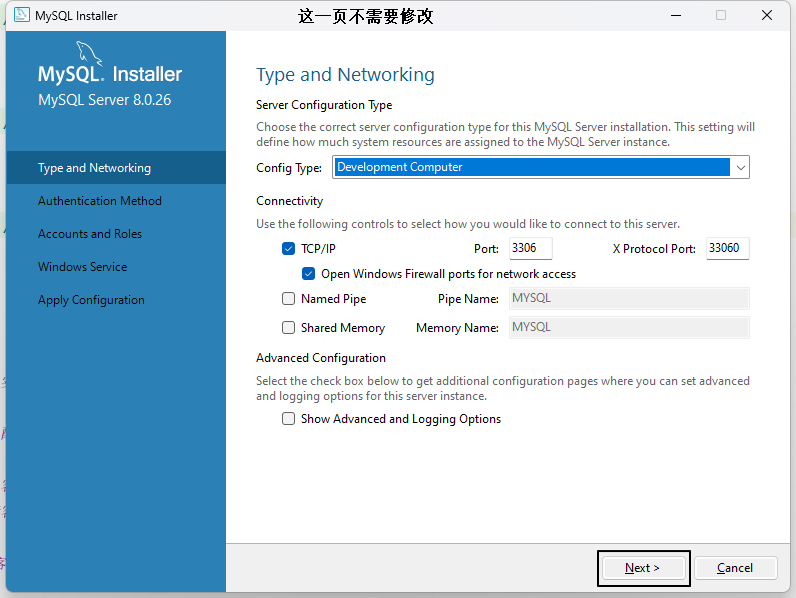 MySQL Installer
这一页不需要修改
MySQL. Installer
MySQL Server 8.0.26
Type and Networking
Authentication Method
Accounts and Roles
Windows Service
Apply Configuration
Type and Networking
Server Configuration Type
Choose the correct server configuration type for this MySQL Server installation. This setting will
define how much system resources are assigned to the MySQL Server instance.
Config Type: Development Computer
Connectivity
Use the following controls to select how you would like to connect to this server.
TCP/IP Port: 3306 X Protocol Port: 33060
Open Windows Firewall ports for network access
Named Pipe Pipe Name: MYSQL
Shared Memory Memory Name: MYSQL
Advanced Configuration
Select the check box below to get additional configuration pages where you can set advanced
and logging options for this server instance.
Show Advanced and Logging Options
Next > Cancel